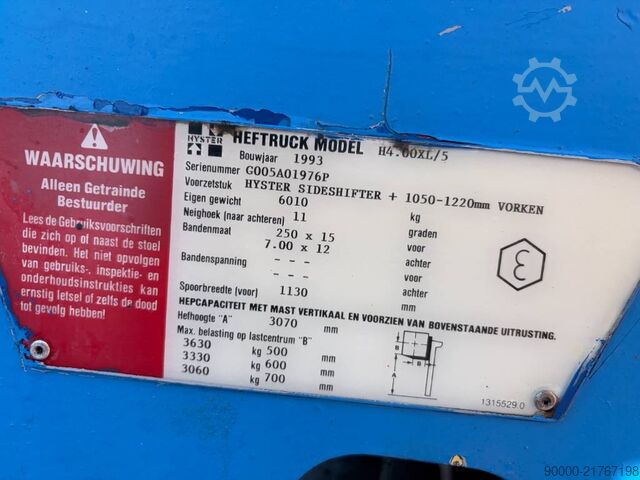 WAARSCHUWING
Alleen Getrainde
Bestuurder
Lees de Gebruiksvoorschriften
die zich op of naast de stoel
bevinden. Het niet opvolgen
van gebruiks-, inspektie- en
onderhoudsinstrukties kan
ernstig letsel of zelfs de dood
tot gevolg hebben!
HYSTER
HEFTRUCK MODEL H4.00XL/5
Bouwjaar 1993
Serienummer G005A01976P
Voorzetstuk HYSTER SIDESHIFTER + 1050-1220mm VORKEN
Eigen gewicht 6010 kg
Neighoek (naar achteren) 11 graden
Bandenmaat 250 x 15 voor
7.00 x 12 achter
Bandenspanning - - - voor
- - - achter
Spoorbreedte (voor) 1130 mm
HEPCAPACITEIT MET MAST VERTIKAAL EN VOORZIEN VAN BOVENSTAANDE UITRUSTING.
Hefhoogte "A" 3070 mm
Max. belasting op lastcentrum "B"
3630 kg 500 mm
3330 kg 600 mm
3060 kg 700 mm
B
B
A
ε
1315529 0
Machineseeker
90000-21767198